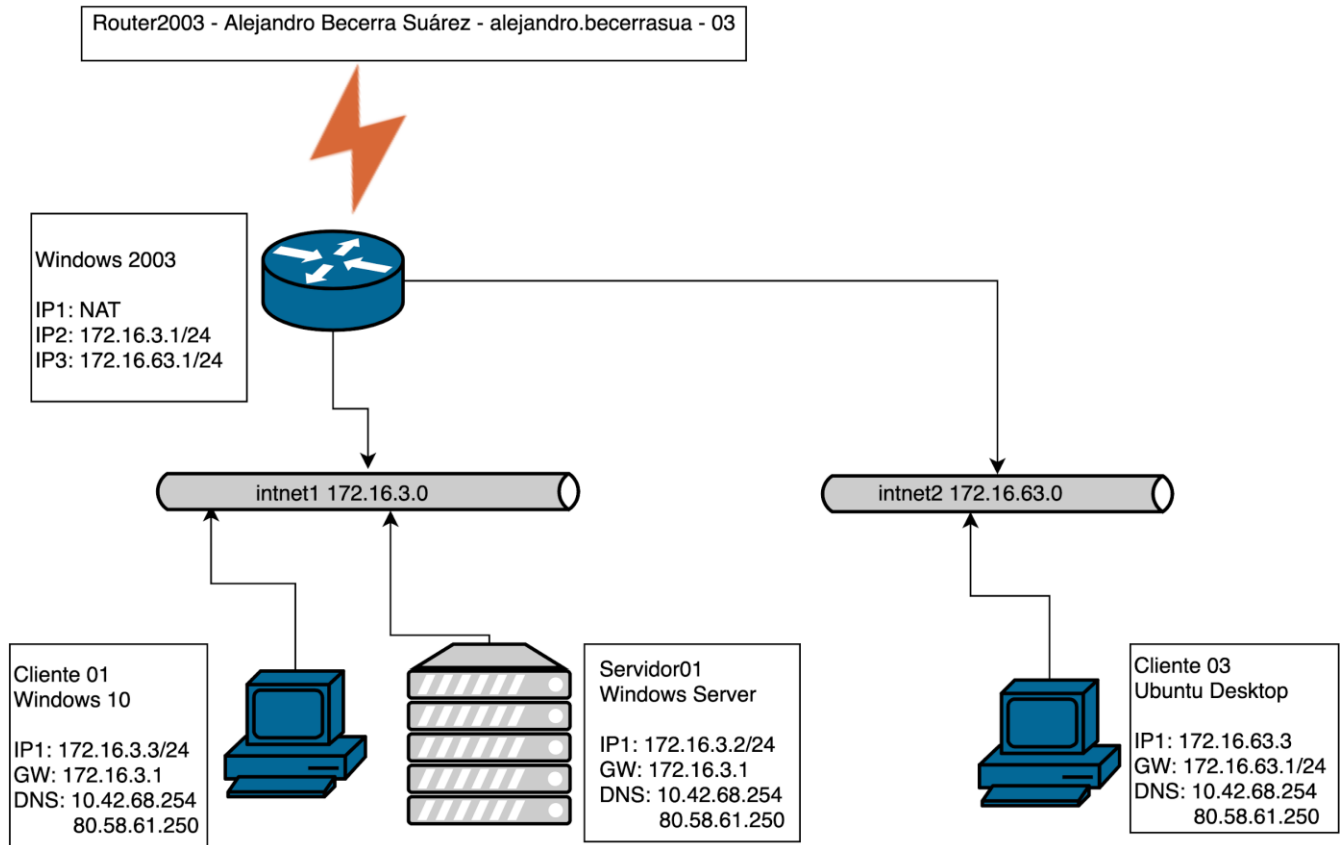 Router2003 - Alejandro Becerra Suárez - alejandro.becerrasua - 03
Windows 2003
IP1: NAT
IP2: 172.16.3.1/24
IP3: 172.16.63.1/24
intnet1 172.16.3.0
intnet2 172.16.63.0
Cliente 01
Windows 10
IP1: 172.16.3.3/24
GW: 172.16.3.1
DNS: 10.42.68.254
80.58.61.250
Servidor01
Windows Server
IP1: 172.16.3.2/24
GW: 172.16.3.1
DNS: 10.42.68.254
80.58.61.250
Cliente 03
Ubuntu Desktop
IP1: 172.16.63.3
GW: 172.16.63.1/24
DNS: 10.42.68.254
80.58.61.250